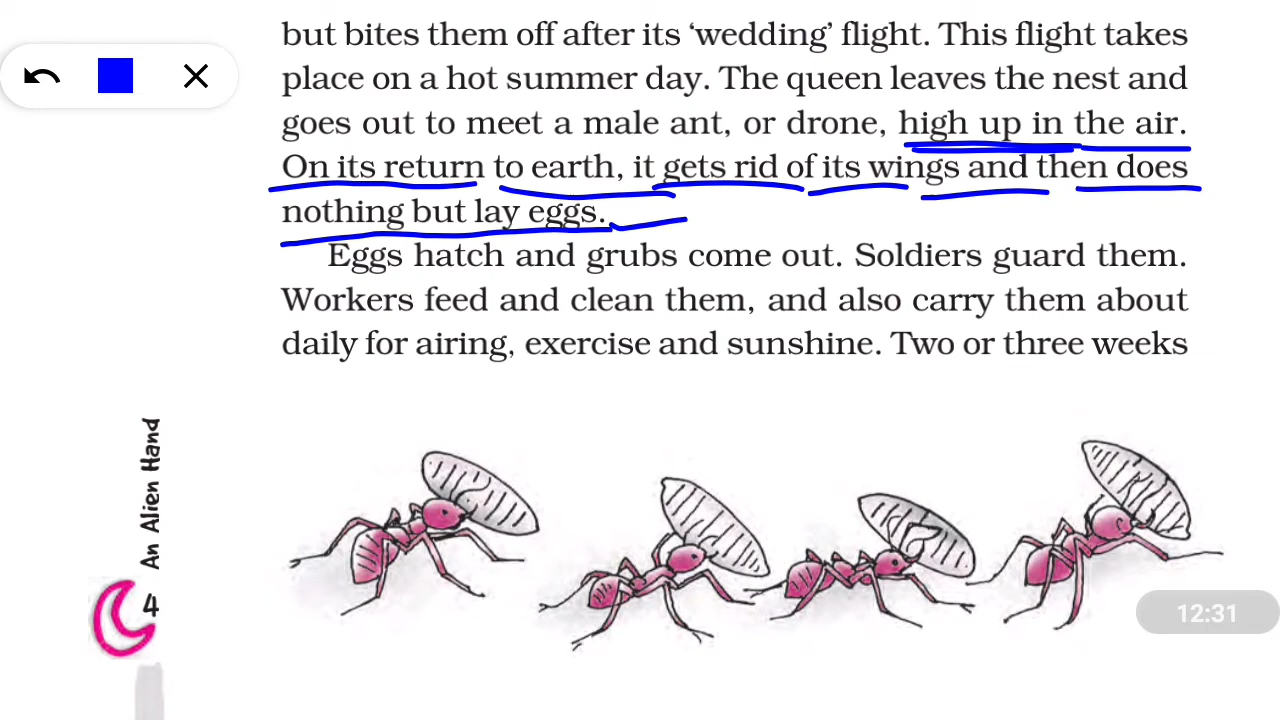 but bites them off after its ‘wedding’ flight. This flight takes
place on a hot summer day. The queen leaves the nest and
goes out to meet a male ant, or drone, high up in the air.
On its return to earth, it gets rid of its wings and then does
nothing but lay eggs.
Eggs hatch and grubs come out. Soldiers guard them.
Workers feed and clean them, and also carry them about
daily for airing, exercise and sunshine. Two or three weeks
An Alien Hand
4
12:31